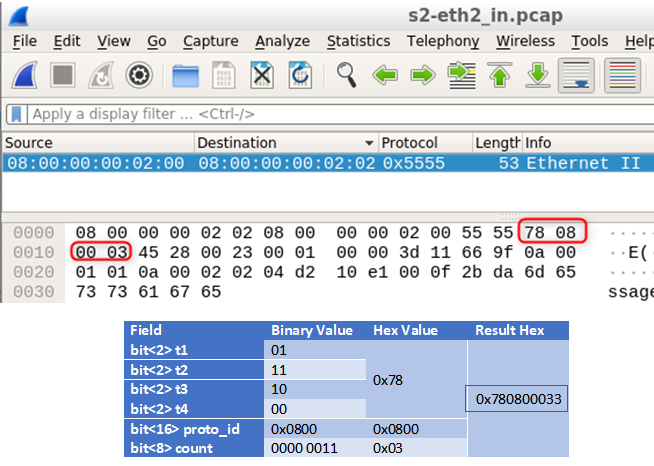 s2-eth2_in.pcap
File Edit View Go Capture Analyze Statistics Telephony Wireless Tools Help
Apply a display filter ... <Ctrl-/>
Source Destination Protocol Length Info
08:00:00:00:02:00 08:00:00:00:02:02 0x5555 53 Ethernet II
0000 08 00 00 00 02 02 08 00 00 00 02 00 55 55 78 08 ·····
0010 00 03 45 28 00 23 00 01 00 00 3d 11 66 9f 0a 00 ··E(·
0020 01 01 0a 00 02 02 04 d2 10 e1 00 0f 2b da 6d 65 ·····
0030 73 73 61 67 65 ssage
Field Binary Value Hex Value Result Hex
bit<2> t1 01
bit<2> t2 11
0x78
bit<2> t3 10
0x780800033
bit<2> t4 00
bit<16> proto_id 0x0800 0x0800
bit<8> count 0000 0011 0x03